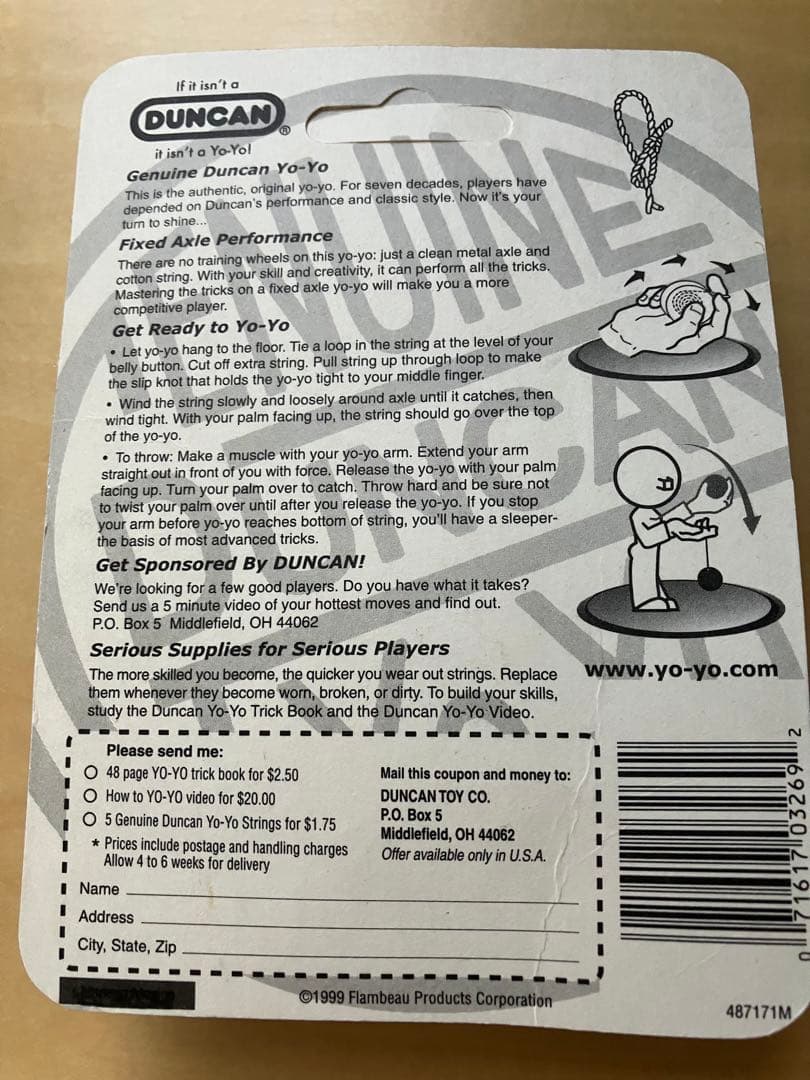 If it isn't a
DUNCAN®
it isn't a Yo-Yo!
Genuine Duncan Yo-Yo
This is the authentic, original yo-yo. For seven decades, players have
depended on Duncan's performance and classic style. Now it's your
turn to shine...
Fixed Axle Performance
There are no training wheels on this yo-yo: just a clean metal axle and
cotton string. With your skill and creativity, it can perform all the tricks.
Mastering the tricks on a fixed axle yo-yo will make you a more
competitive player.
Get Ready to Yo-Yo
• Let yo-yo hang to the floor. Tie a loop in the string at the level of your
belly button. Cut off extra string. Pull string up through loop to make
the slip knot that holds the yo-yo tight to your middle finger.
• Wind the string slowly and loosely around axle until it catches, then
wind tight. With your palm facing up, the string should go over the top
of the yo-yo.
• To throw: Make a muscle with your yo-yo arm. Extend your arm
straight out in front of you with force. Release the yo-yo with your palm
facing up. Turn your palm over to catch. Throw hard and be sure not
to twist your palm over until after you release the yo-yo. If you stop
your arm before yo-yo reaches bottom of string, you'll have a sleeper-
the basis of most advanced tricks.
Get Sponsored By DUNCAN!
We're looking for a few good players. Do you have what it takes?
Send us a 5 minute video of your hottest moves and find out.
P.O. Box 5 Middlefield, OH 44062
Serious Supplies for Serious Players
The more skilled you become, the quicker you wear out strings. Replace
them whenever they become worn, broken, or dirty. To build your skills,
study the Duncan Yo-Yo Trick Book and the Duncan Yo-Yo Video.
www.yo-yo.com
Please send me:
48 page YO-YO trick book for $2.50
How to YO-YO video for $20.00
5 Genuine Duncan Yo-Yo Strings for $1.75
* Prices include postage and handling charges
Allow 4 to 6 weeks for delivery
Mail this coupon and money to:
DUNCAN TOY CO.
P.O. Box 5
Middlefield, OH 44062
Offer available only in U.S.A.
Name
Address
City, State, Zip
©1999 Flambeau Products Corporation
0 71617 03269 2
487171M
GENUINE
DUNCAN